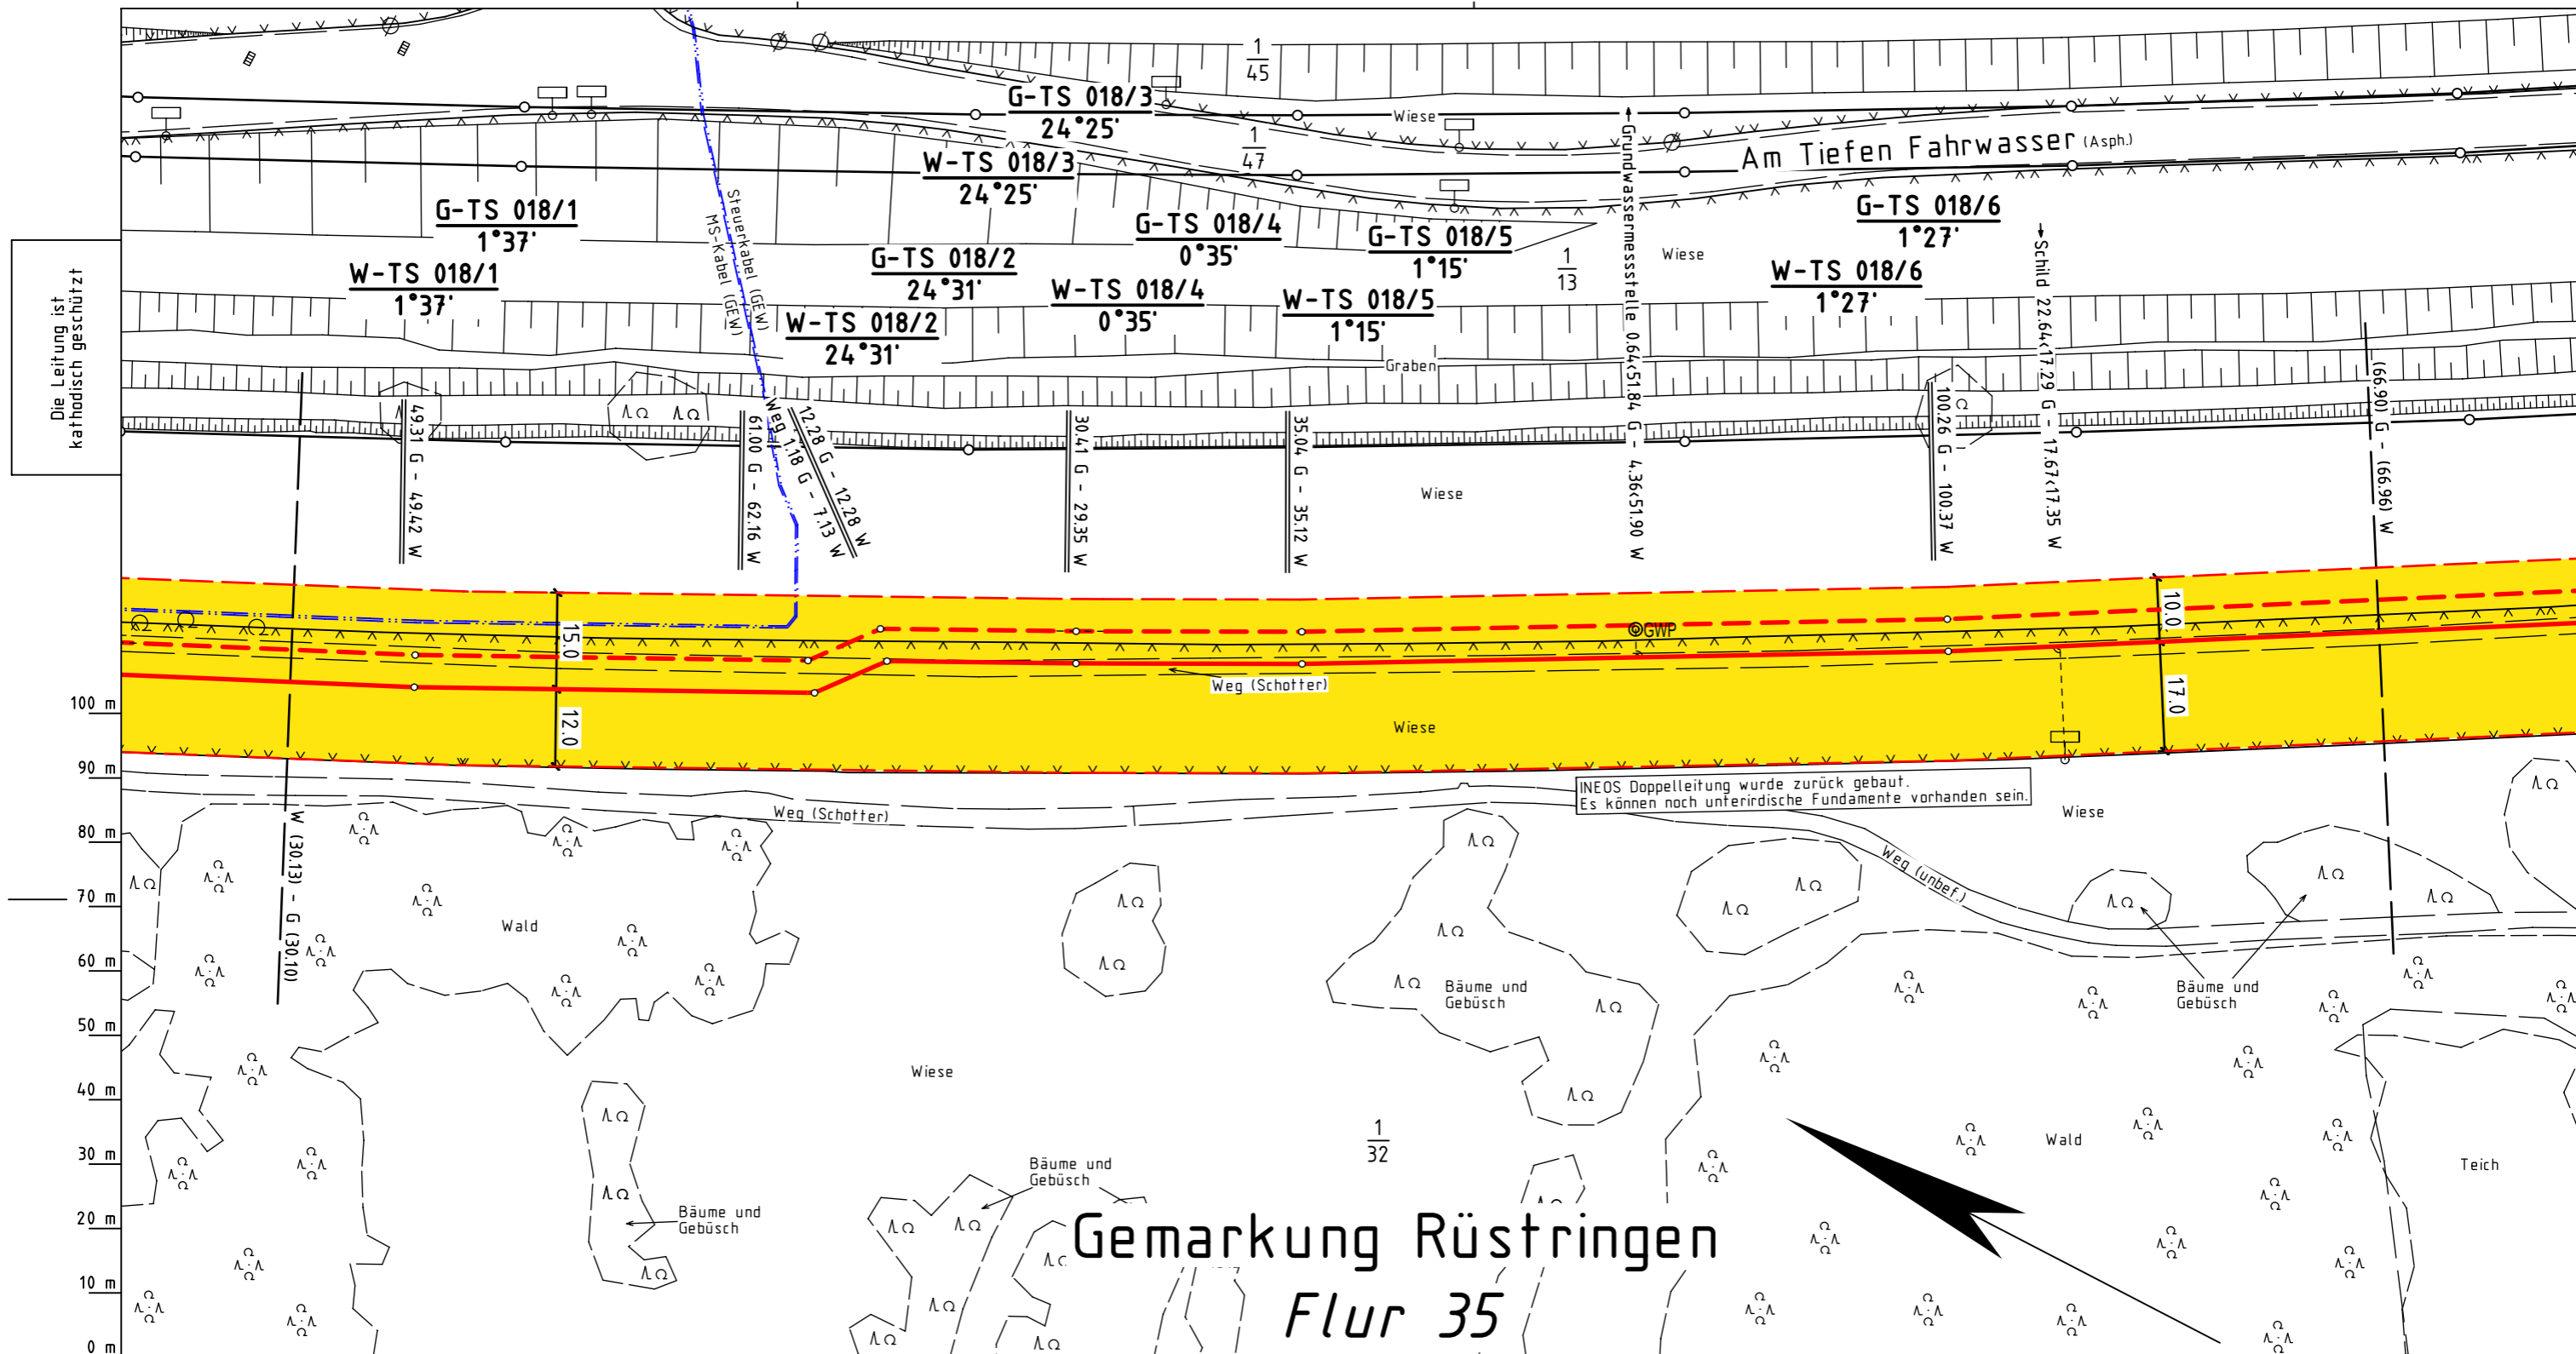 1
45
G-TS 018/3
24°25'
Wiese
1
47
Am Tiefen Fahrwasser (Asph.)
W-TS 018/3
24°25'
G-TS 018/1
1°37'
G-TS 018/4
0°35'
G-TS 018/5
1°15'
G-TS 018/6
1°27'
Steuerkabel (GEW)
MS-Kabel (GEW)
W-TS 018/1
1°37'
G-TS 018/2
24°31'
1
13
Wiese
W-TS 018/6
1°27'
W-TS 018/4
0°35'
W-TS 018/5
1°15'
W-TS 018/2
24°31'
Die Leitung ist
kathodisch geschützt
Graben
49.31 G - 49.42 W
61.00 G - 62.16 W
Weg 7.18 G - 7.13 W
12.28 G - 12.28 W
30.41 G - 29.35 W
35.04 G - 35.12 W
Wiese
Grundwassermessstelle 0.64<51.84 G - 4.36<51.90 W
100.26 G - 100.37 W
Schild 22.64<17.29 G - 17.67<17.35 W
(66.90) G - (66.96) W
15.0
12.0
GWP
10.0
17.0
Weg (Schotter)
Wiese
100 m
90 m
80 m
70 m
60 m
50 m
40 m
30 m
20 m
10 m
0 m
INEOS Doppelleitung wurde zurück gebaut.
Es können noch unterirdische Fundamente vorhanden sein.
Weg (Schotter)
Wiese
W (30.13) - G (30.10)
Weg (unbef.)
Wald
Bäume und
Gebüsch
Bäume und
Gebüsch
Wiese
1
32
Wald
Teich
Bäume und
Gebüsch
Bäume und
Gebüsch
Gemarkung Rüstringen
Flur 35